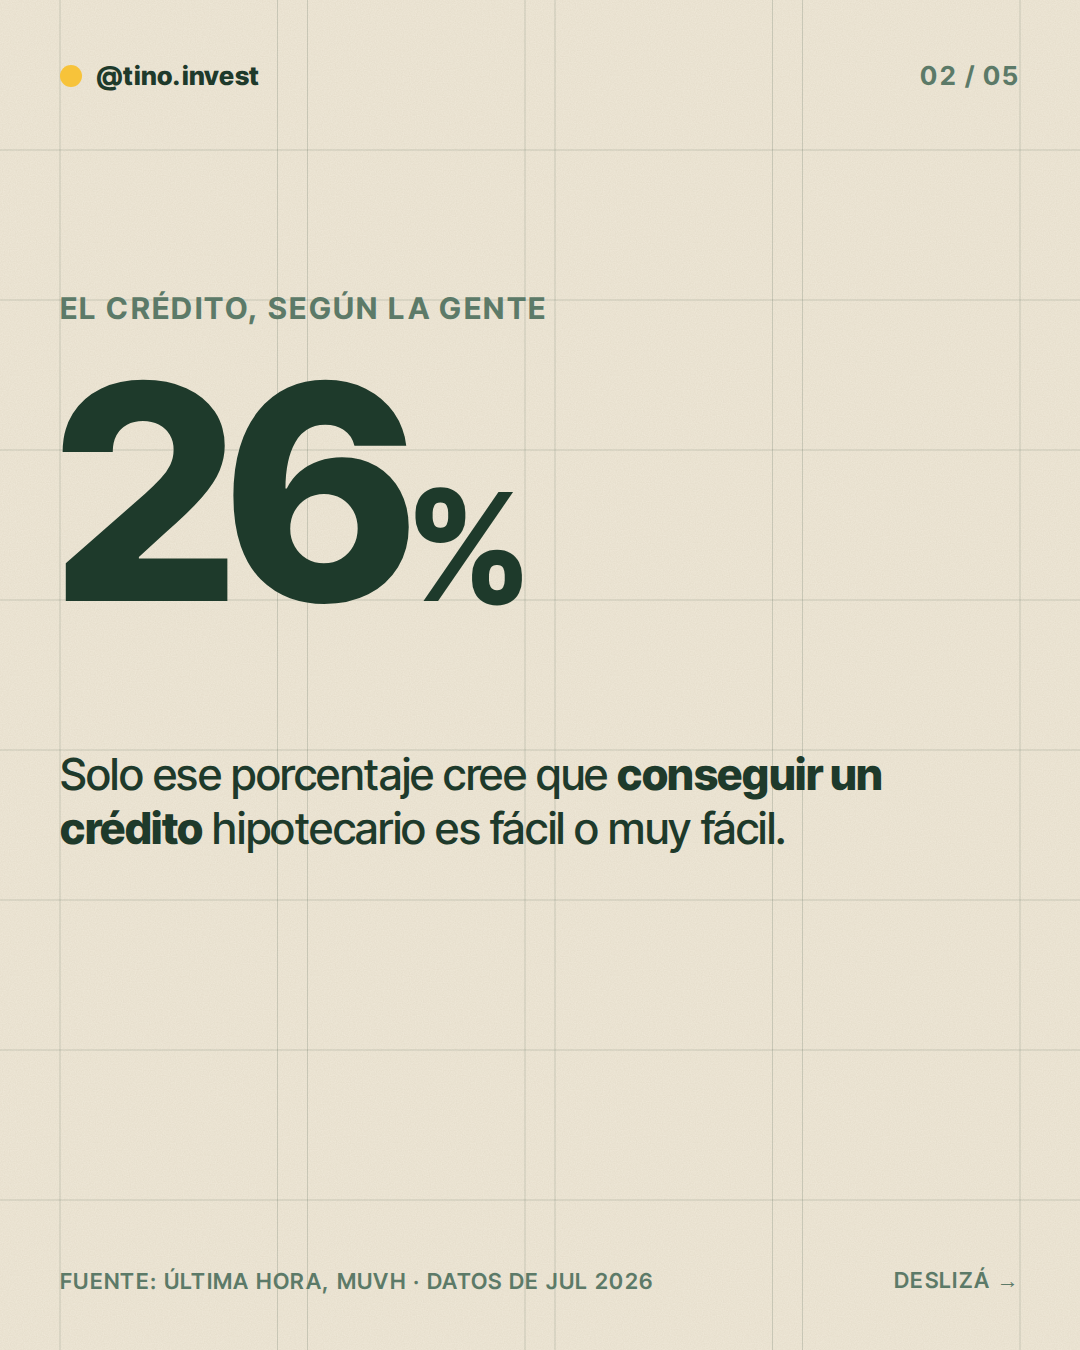 @tino.invest
02 / 05
EL CRÉDITO, SEGÚN LA GENTE
26%
Solo ese porcentaje cree que conseguir un
crédito hipotecario es fácil o muy fácil.
FUENTE: ÚLTIMA HORA, MUVH · DATOS DE JUL 2026
DESLIZÁ →